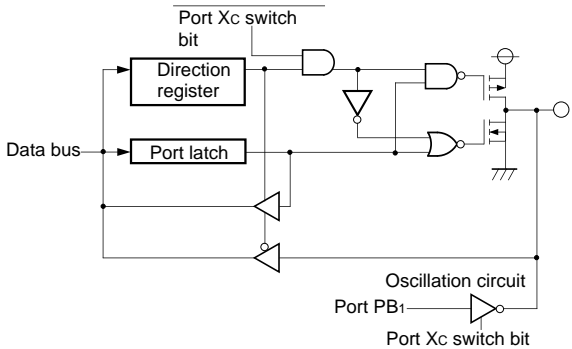 Port XC switch
bit
Direction
register
Data bus
Port latch
Oscillation circuit
Port PB1
Port XC switch bit